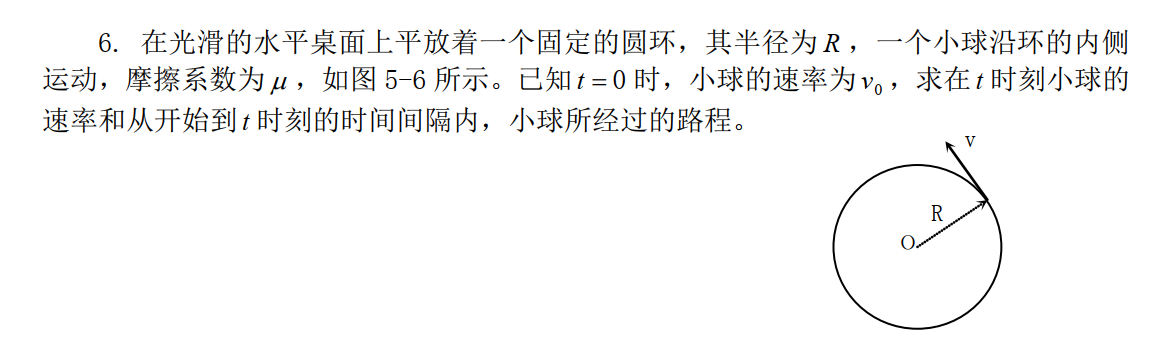 6. 在光滑的水平桌面上平放着一个固定的圆环，其半径为 R ，一个小球沿环的内侧
运动，摩擦系数为 μ ，如图 5-6 所示。已知 t = 0 时，小球的速率为 v₀ ，求在 t 时刻小球的
速率和从开始到 t 时刻的时间间隔内，小球所经过的路程。
v
R
O